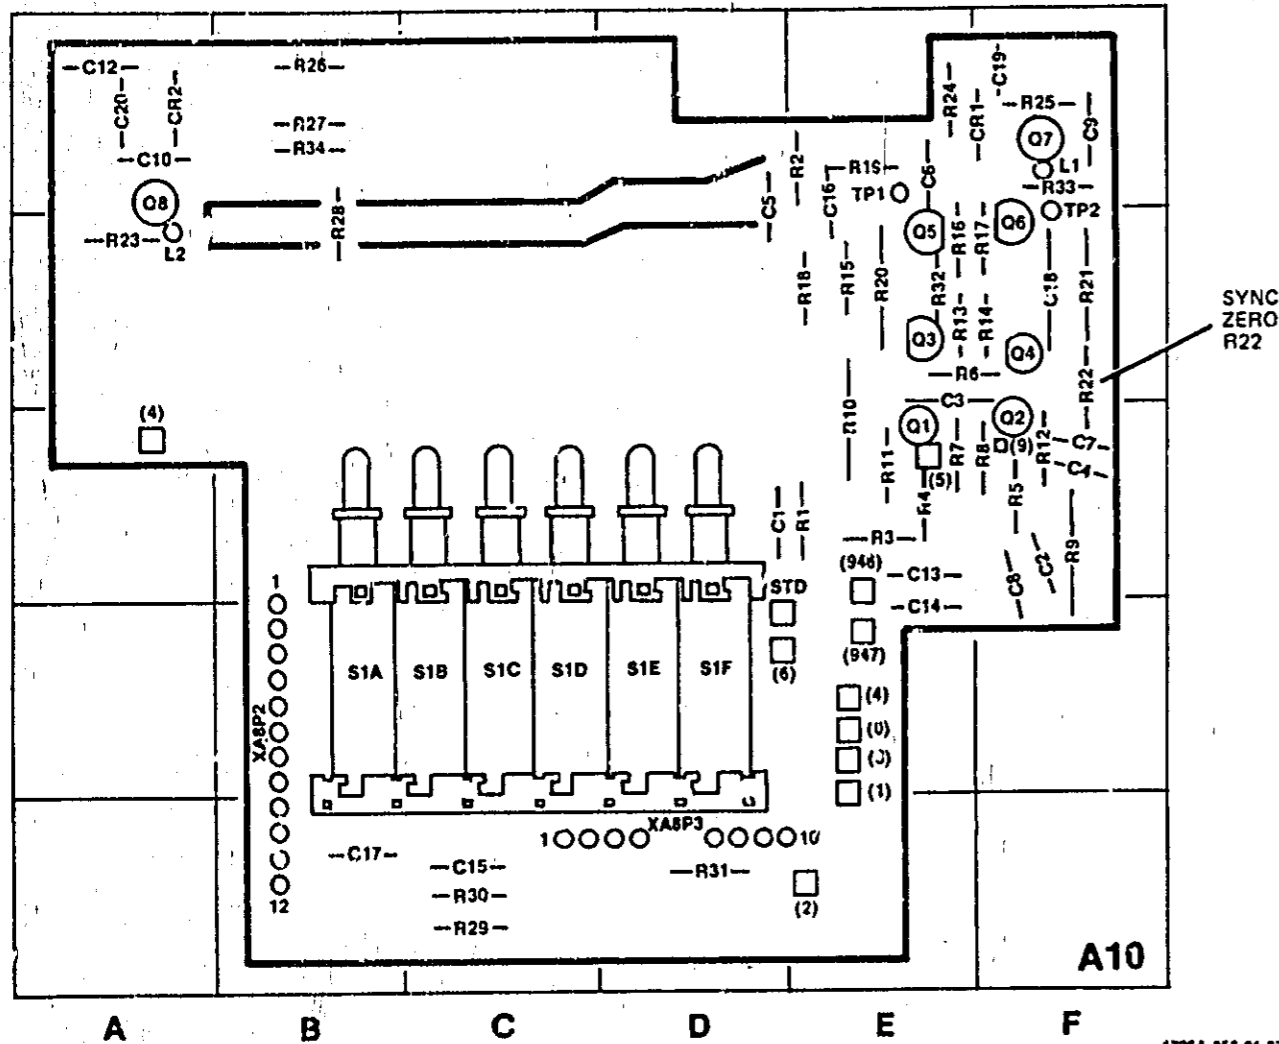 C12
R26
C19
C20
CR2
R24
CR1
R25
C9
R27
R34
Q7
C10
R2
R19
C6
L1
R33
TP1
C16
C5
TP2
Q8
R28
Q5
R16
R17
Q6
R23
L2
R18
R15
R20
R32
C18
R21
SYNC
ZERO
R22
R13
R14
Q3
Q4
R6
R22
C3
(4)
R10
Q1
Q2
R11
R7
R8
(9)
R12
C7
C4
(5)
R4
R5
C1
R1
R3
R9
(946)
C13
C8
C2
1
STD
C14
(947)
S1A
S1B
S1C
S1D
S1E
S1F
(6)
(4)
(0)
(1)
XA8P2
XA8P3
1
10
C17
C15
R31
R30
12
(2)
R29
A10
A
B
C
D
E
F